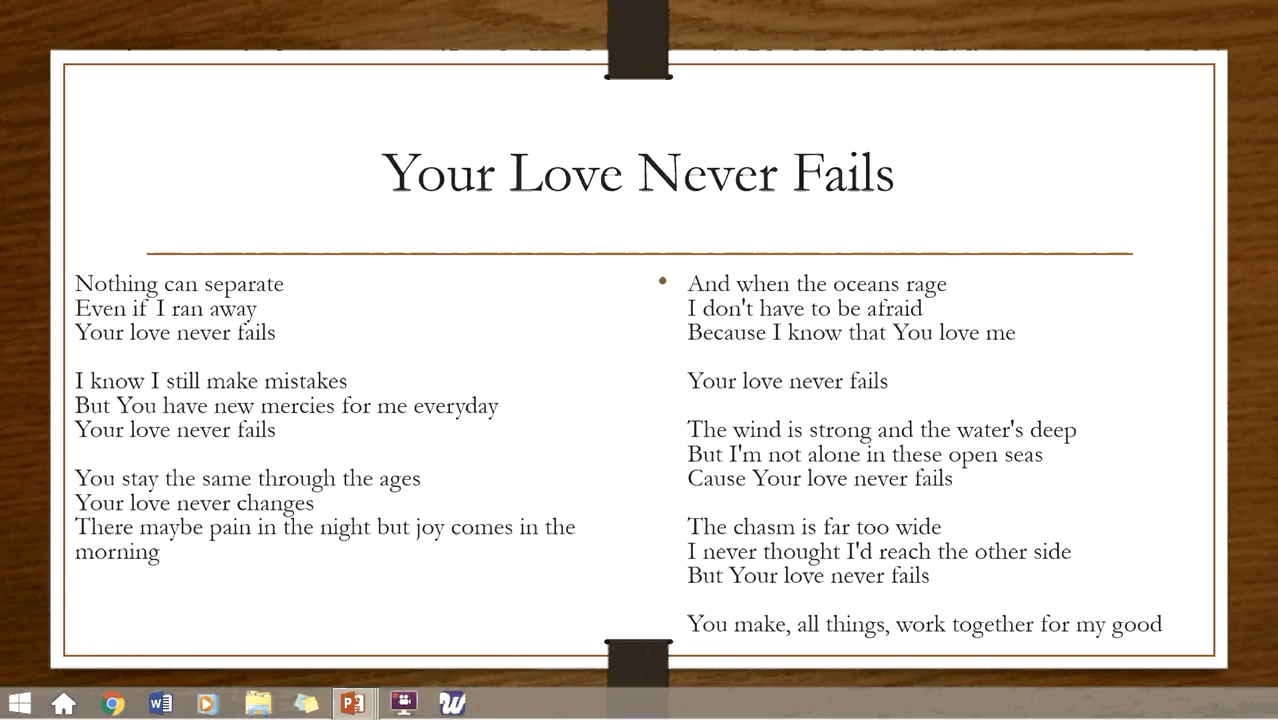 Your Love Never Fails
Nothing can separate
Even if I ran away
Your love never fails
I know I still make mistakes
But You have new mercies for me everyday
Your love never fails
You stay the same through the ages
Your love never changes
There maybe pain in the night but joy comes in the
morning
And when the oceans rage
I don't have to be afraid
Because I know that You love me
Your love never fails
The wind is strong and the water's deep
But I'm not alone in these open seas
Cause Your love never fails
The chasm is far too wide
I never thought I'd reach the other side
But Your love never fails
You make, all things, work together for my good